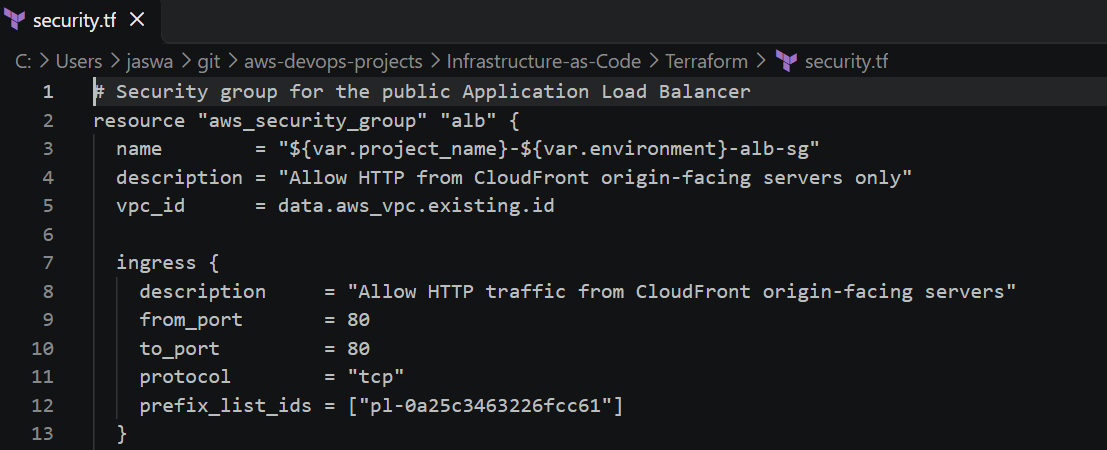 security.tf
C: > Users > jaswa > git > aws-devops-projects > Infrastructure-as-Code > Terraform > security.tf
1 # Security group for the public Application Load Balancer
2 resource "aws_security_group" "alb" {
3   name        = "${var.project_name}-${var.environment}-alb-sg"
4   description = "Allow HTTP from CloudFront origin-facing servers only"
5   vpc_id      = data.aws_vpc.existing.id
6
7   ingress {
8     description     = "Allow HTTP traffic from CloudFront origin-facing servers"
9     from_port       = 80
10     to_port         = 80
11     protocol        = "tcp"
12     prefix_list_ids = ["pl-0a25c3463226fcc61"]
13   }